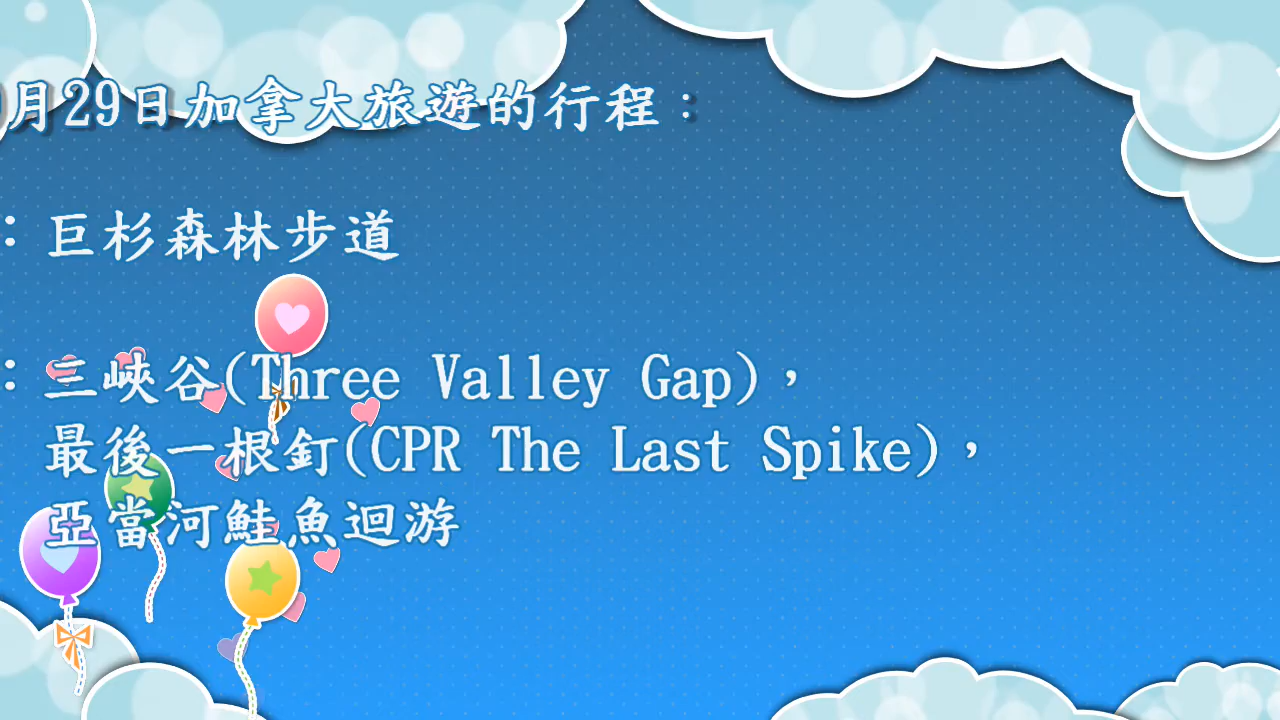 月29日加拿大旅遊的行程：
：巨杉森林步道
：三峽谷(Three Valley Gap)，
最後一根釘(CPR The Last Spike)，
亞當河鮭魚迴游